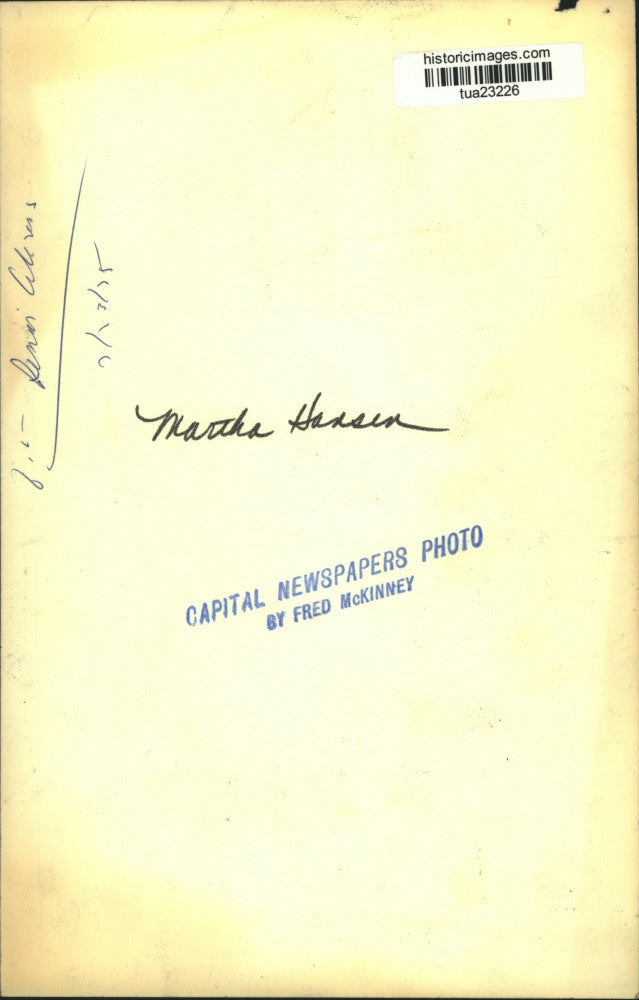 historicimages.com
tua23226
Martha Hansen
CAPITAL NEWSPAPERS PHOTO
BY FRED McKINNEY